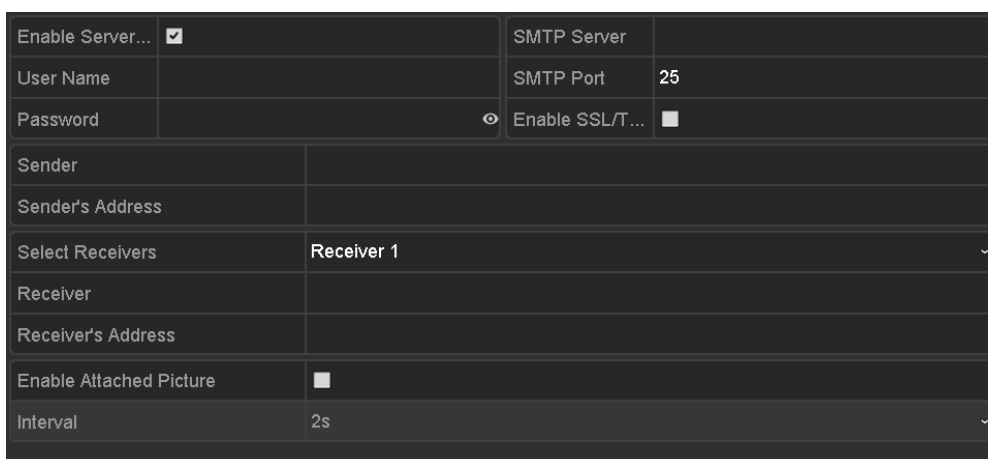 Enable Server...
SMTP Server
User Name
SMTP Port 25
Password
Enable SSL/T...
Sender
Sender's Address
Select Receivers Receiver 1
Receiver
Receiver's Address
Enable Attached Picture
Interval 2s